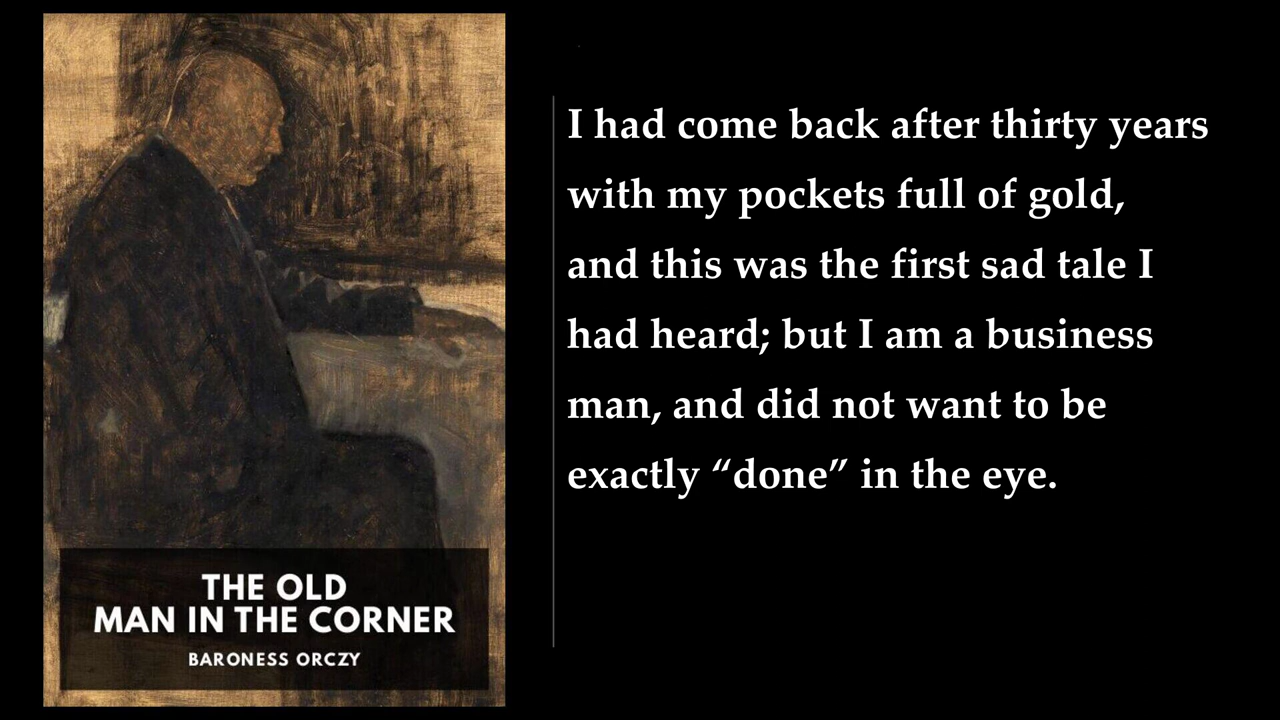 THE OLD
MAN IN THE CORNER
BARONESS ORCZY
I had come back after thirty years
with my pockets full of gold,
and this was the first sad tale I
had heard; but I am a business
man, and did not want to be
exactly “done” in the eye.